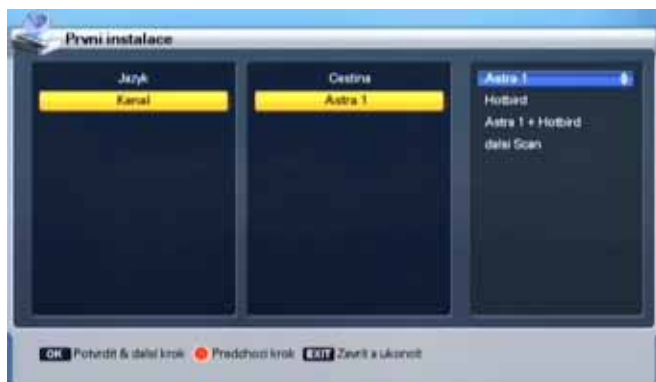 Prvni instalace
Jazyk
Cestina
Kanal
Astra 1
Astra 1
Hotbird
Astra 1 + Hotbird
dalsi Scan
OK Potvrdit & dalsi krok Predchozi krok EXIT Zavrit a ukoncit